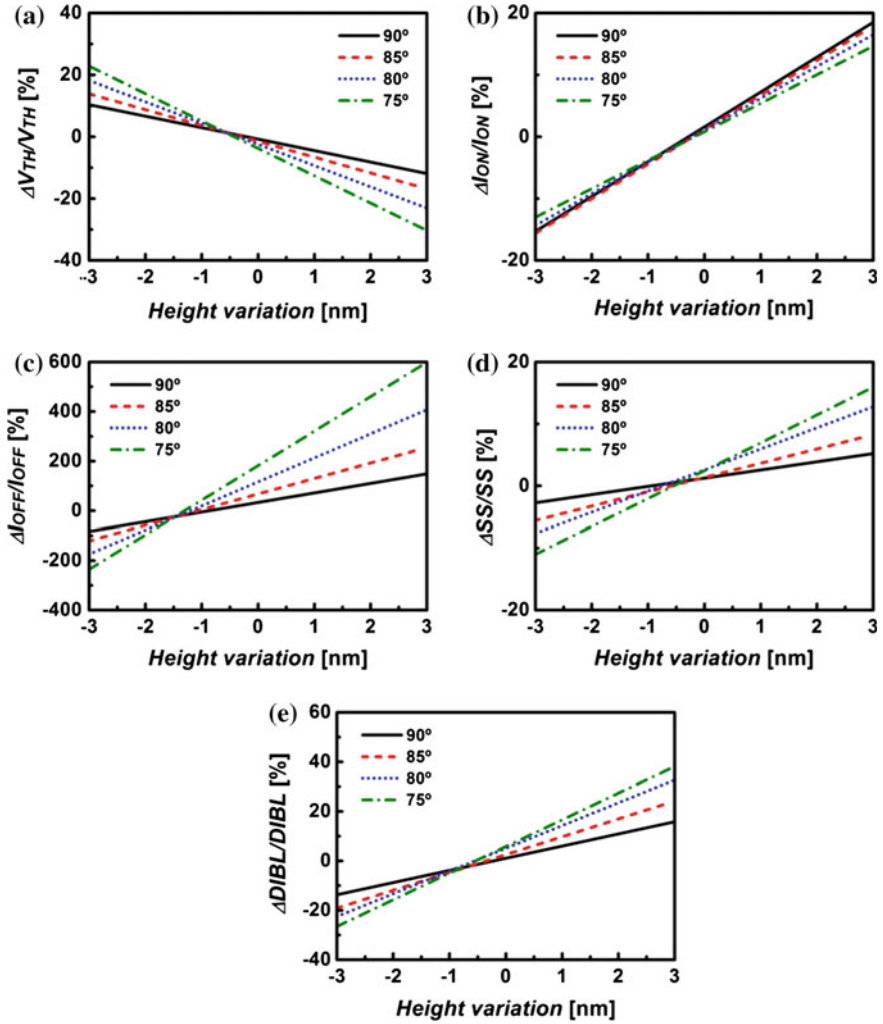 (a)
40
20
0
-20
-40
ΔVTH/VTH [%]
90º
85º
80º
75º
-3 -2 -1 0 1 2 3
Height variation [nm]
(b)
20
0
-20
ΔION/ION [%]
90º
85º
80º
75º
-3 -2 -1 0 1 2 3
Height variation [nm]
(c)
600
400
200
0
-200
-400
ΔIOFF/IOFF [%]
90º
85º
80º
75º
-3 -2 -1 0 1 2 3
Height variation [nm]
(d)
20
0
-20
ΔSS/SS [%]
90º
85º
80º
75º
-3 -2 -1 0 1 2 3
Height variation [nm]
(e)
60
40
20
0
-20
-40
ΔDIBL/DIBL [%]
90º
85º
80º
75º
-3 -2 -1 0 1 2 3
Height variation [nm]